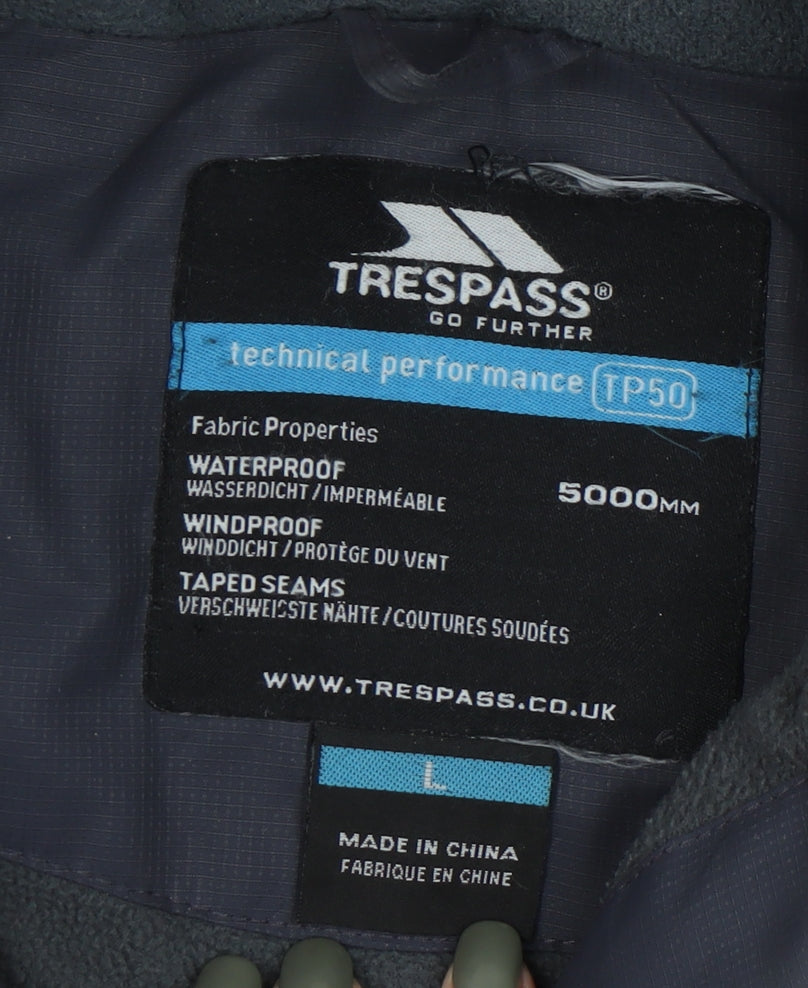 TRESPASS®
GO FURTHER
technical performance TP50
Fabric Properties
WATERPROOF 5000MM
WASSERDICHT/IMPERMÉABLE
WINDPROOF
WINDDICHT/PROTÈGE DU VENT
TAPED SEAMS
VERSCHWEISSTE NÄHTE/COUTURES SOUDÉES
WWW.TRESPASS.CO.UK
L
MADE IN CHINA
FABRIQUE EN CHINE